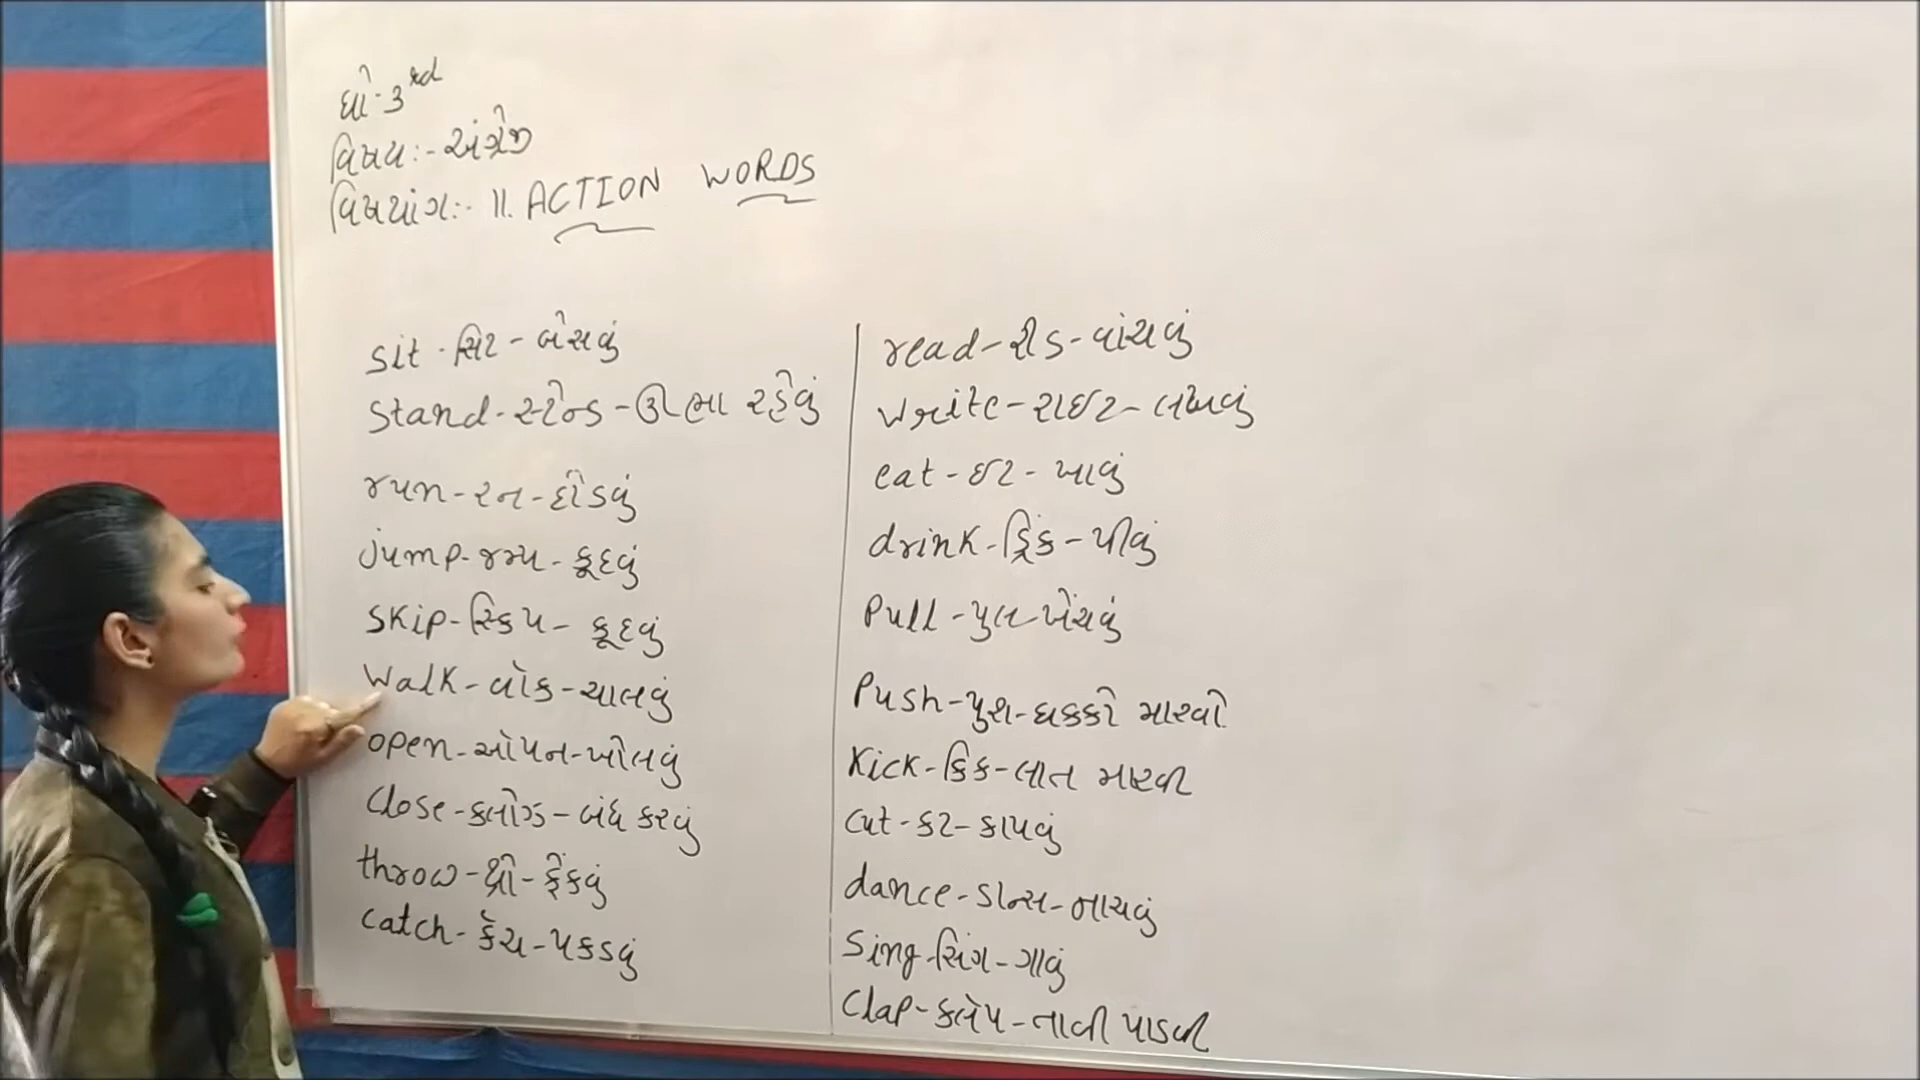 ધો-3rd
વિષય:- અંગ્રેજી
વિષયાંગ:- 11. ACTION WORDS
sit - સિટ - બેસવું
stand - સ્ટેન્ડ - ઊભા રહેવું
run - રન - દોડવું
jump - જમ્પ - કૂદવું
skip - સ્કિપ - કૂદવું
walk - વૉક - ચાલવું
open - ઓપન - ખોલવું
close - ક્લોઝ - બંધ કરવું
throw - થ્રો - ફેંકવું
catch - કૅચ - પકડવું
read - રીડ - વાંચવું
write - રાઈટ - લખવું
eat - ઈટ - ખાવું
drink - ડ્રિંક - પીવું
pull - પુલ - ખેંચવું
push - પુશ - ધક્કો મારવો
kick - કિક - લાત મારવી
cut - કટ - કાપવું
dance - ડાન્સ - નાચવું
sing - સિંગ - ગાવું
clap - ક્લેપ - તાળી પાડવી